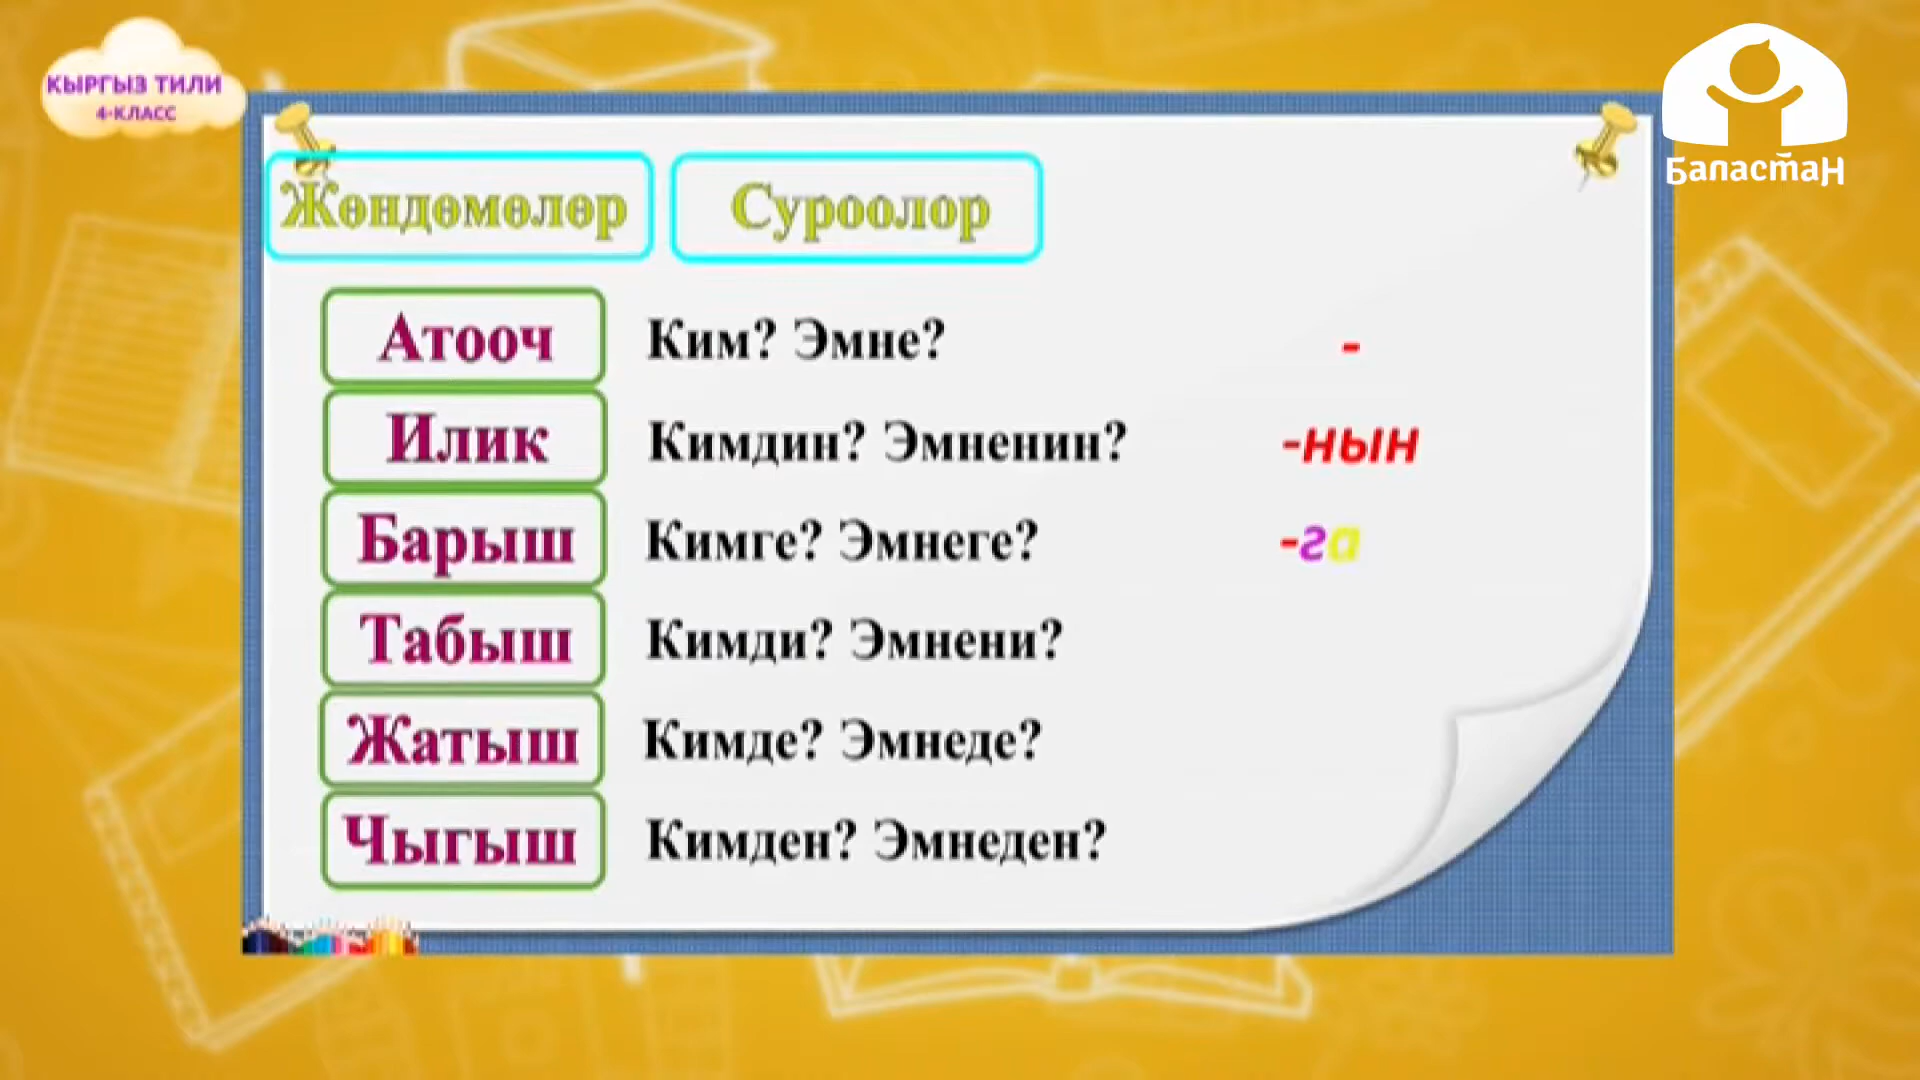 КЫРГЫЗ ТИЛИ
4-КЛАСС
Баластан
Жөндөмөлөр Суроолор
Атооч Ким? Эмне? -
Илик Кимдин? Эмненин? -нын
Барыш Кимге? Эмнеге? -га
Табыш Кимди? Эмнени?
Жатыш Кимде? Эмнеде?
Чыгыш Кимден? Эмнеден?